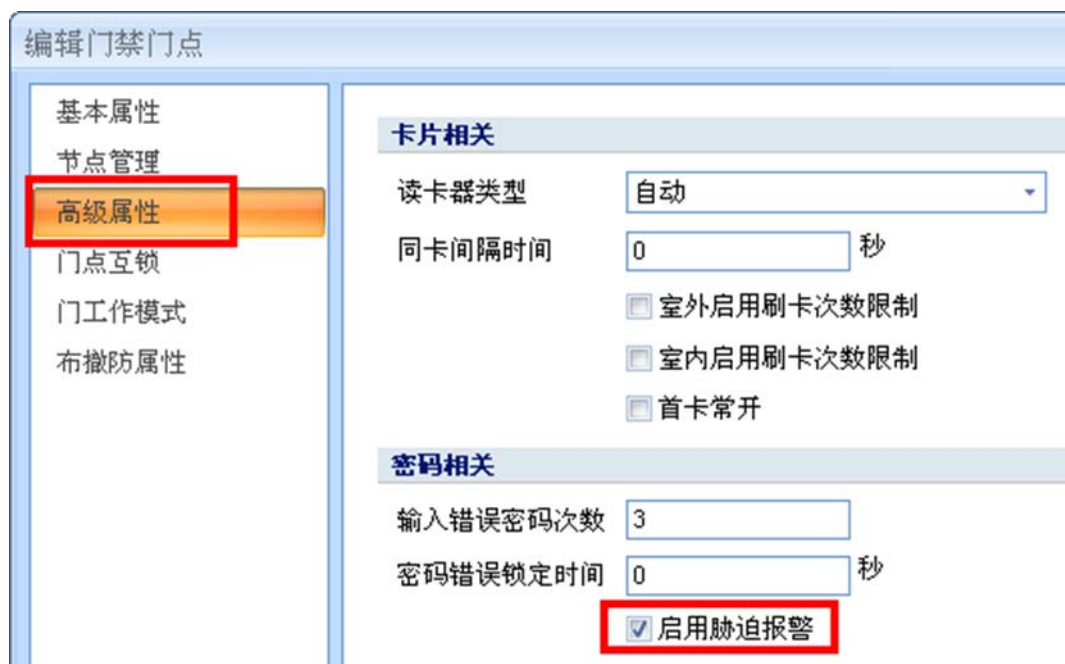 编辑门禁门点
基本属性
节点管理
高级属性
门点互锁
门工作模式
布撤防属性
卡片相关
读卡器类型 自动
同卡间隔时间 0 秒
室外启用刷卡次数限制
室内启用刷卡次数限制
首卡常开
密码相关
输入错误密码次数 3
密码错误锁定时间 0 秒
启用胁迫报警